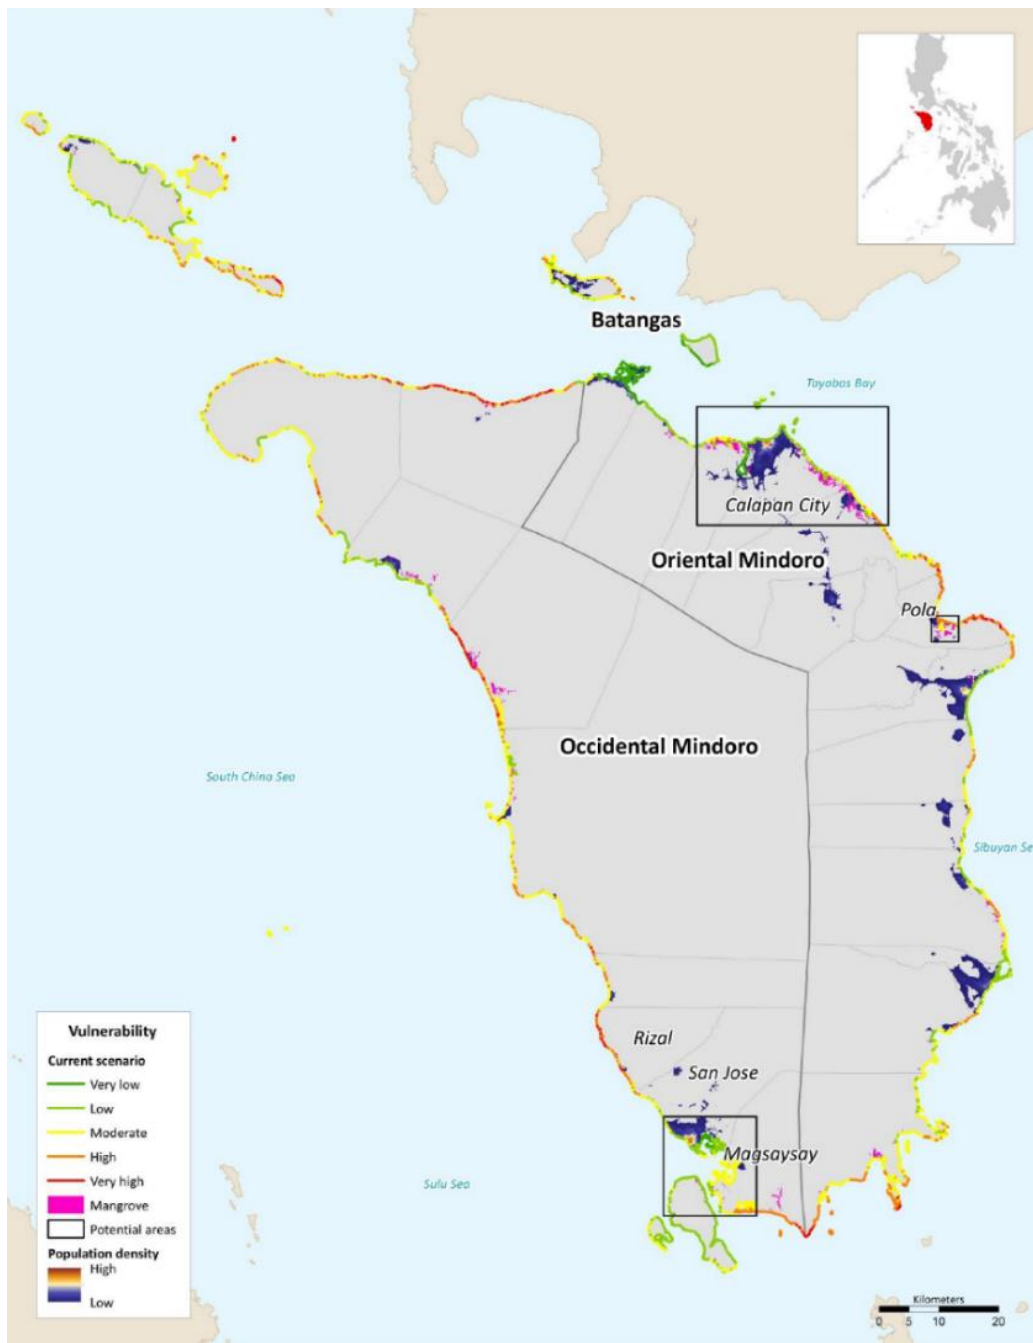 Batangas
Tayabas Bay
Calapan City
Oriental Mindoro
Pola
Occidental Mindoro
South China Sea
Sibuyan Se
Rizal
San Jose
Magsaysay
Sulu Sea
Vulnerability
Current scenario
Very low
Low
Moderate
High
Very high
Mangrove
Potential areas
Population density
High
Low
Kilometers
0 5 10 20